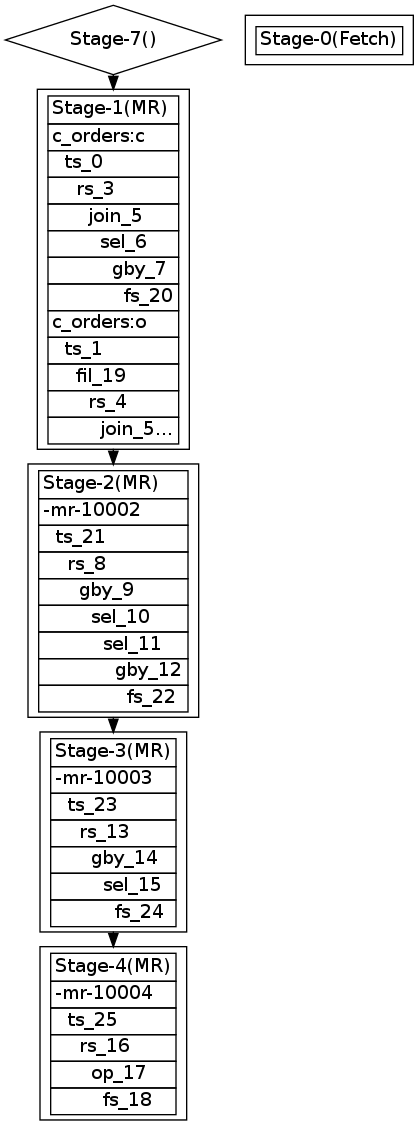 Stage-7()
Stage-0(Fetch)
Stage-1(MR)
c_orders:c
ts_0
rs_3
join_5
sel_6
gby_7
fs_20
c_orders:o
ts_1
fil_19
rs_4
join_5...
Stage-2(MR)
-mr-10002
ts_21
rs_8
gby_9
sel_10
sel_11
gby_12
fs_22
Stage-3(MR)
-mr-10003
ts_23
rs_13
gby_14
sel_15
fs_24
Stage-4(MR)
-mr-10004
ts_25
rs_16
op_17
fs_18